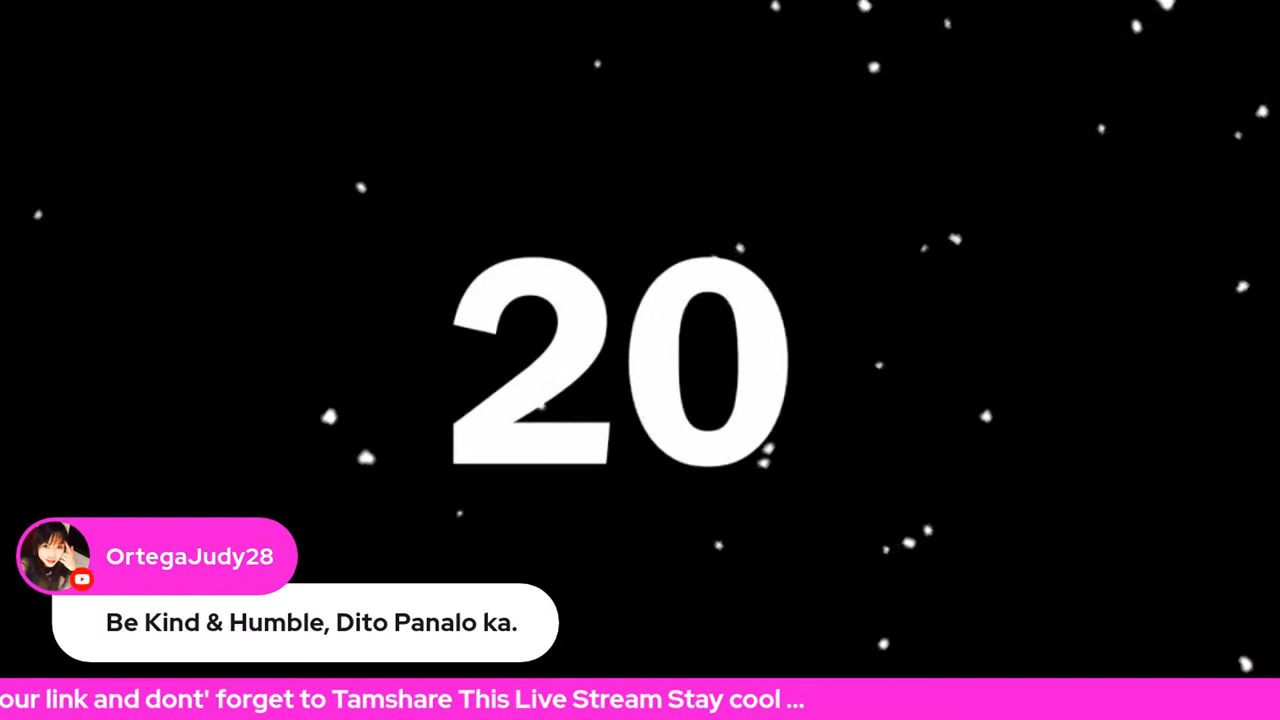 20
OrtegaJudy28
Be Kind & Humble, Dito Panalo ka.
our link and dont' forget to Tamshare This Live Stream Stay cool ...